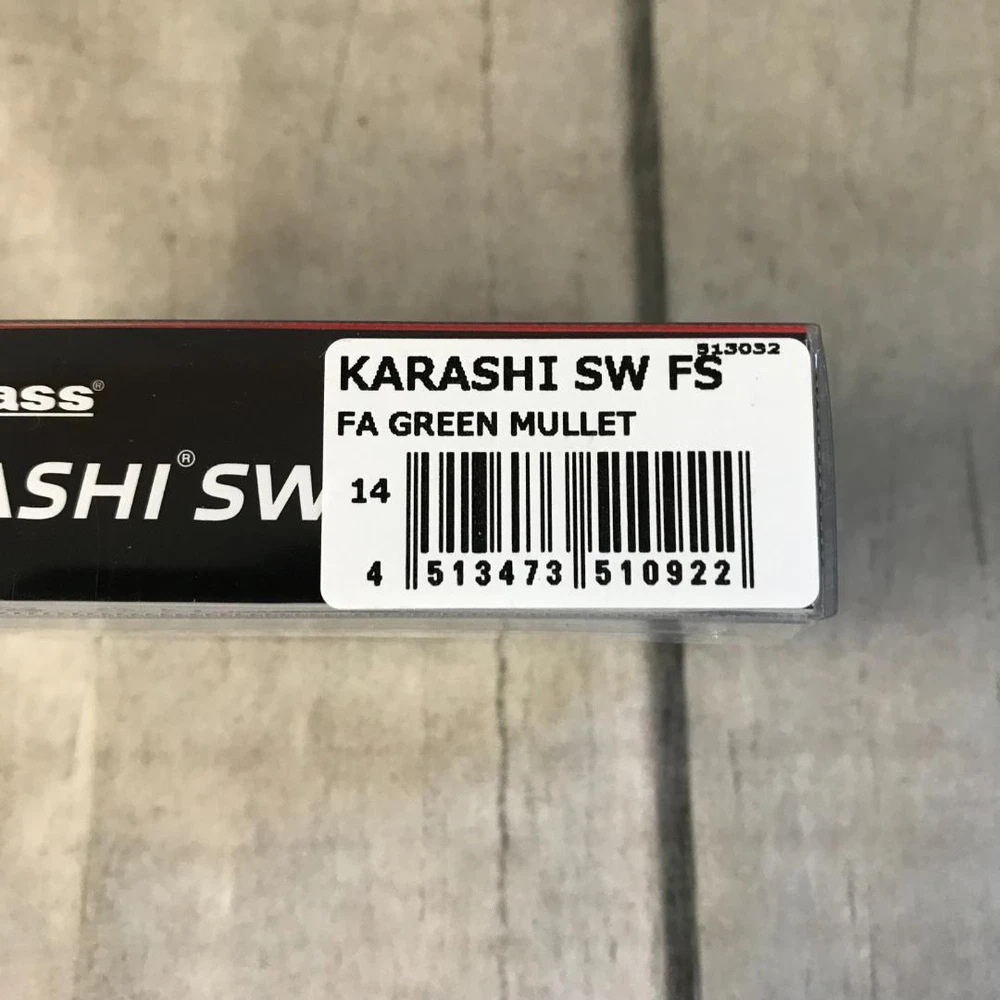 ass®
ASHI® SW
513032
KARASHI SW FS
FA GREEN MULLET
14
4 513473 510922